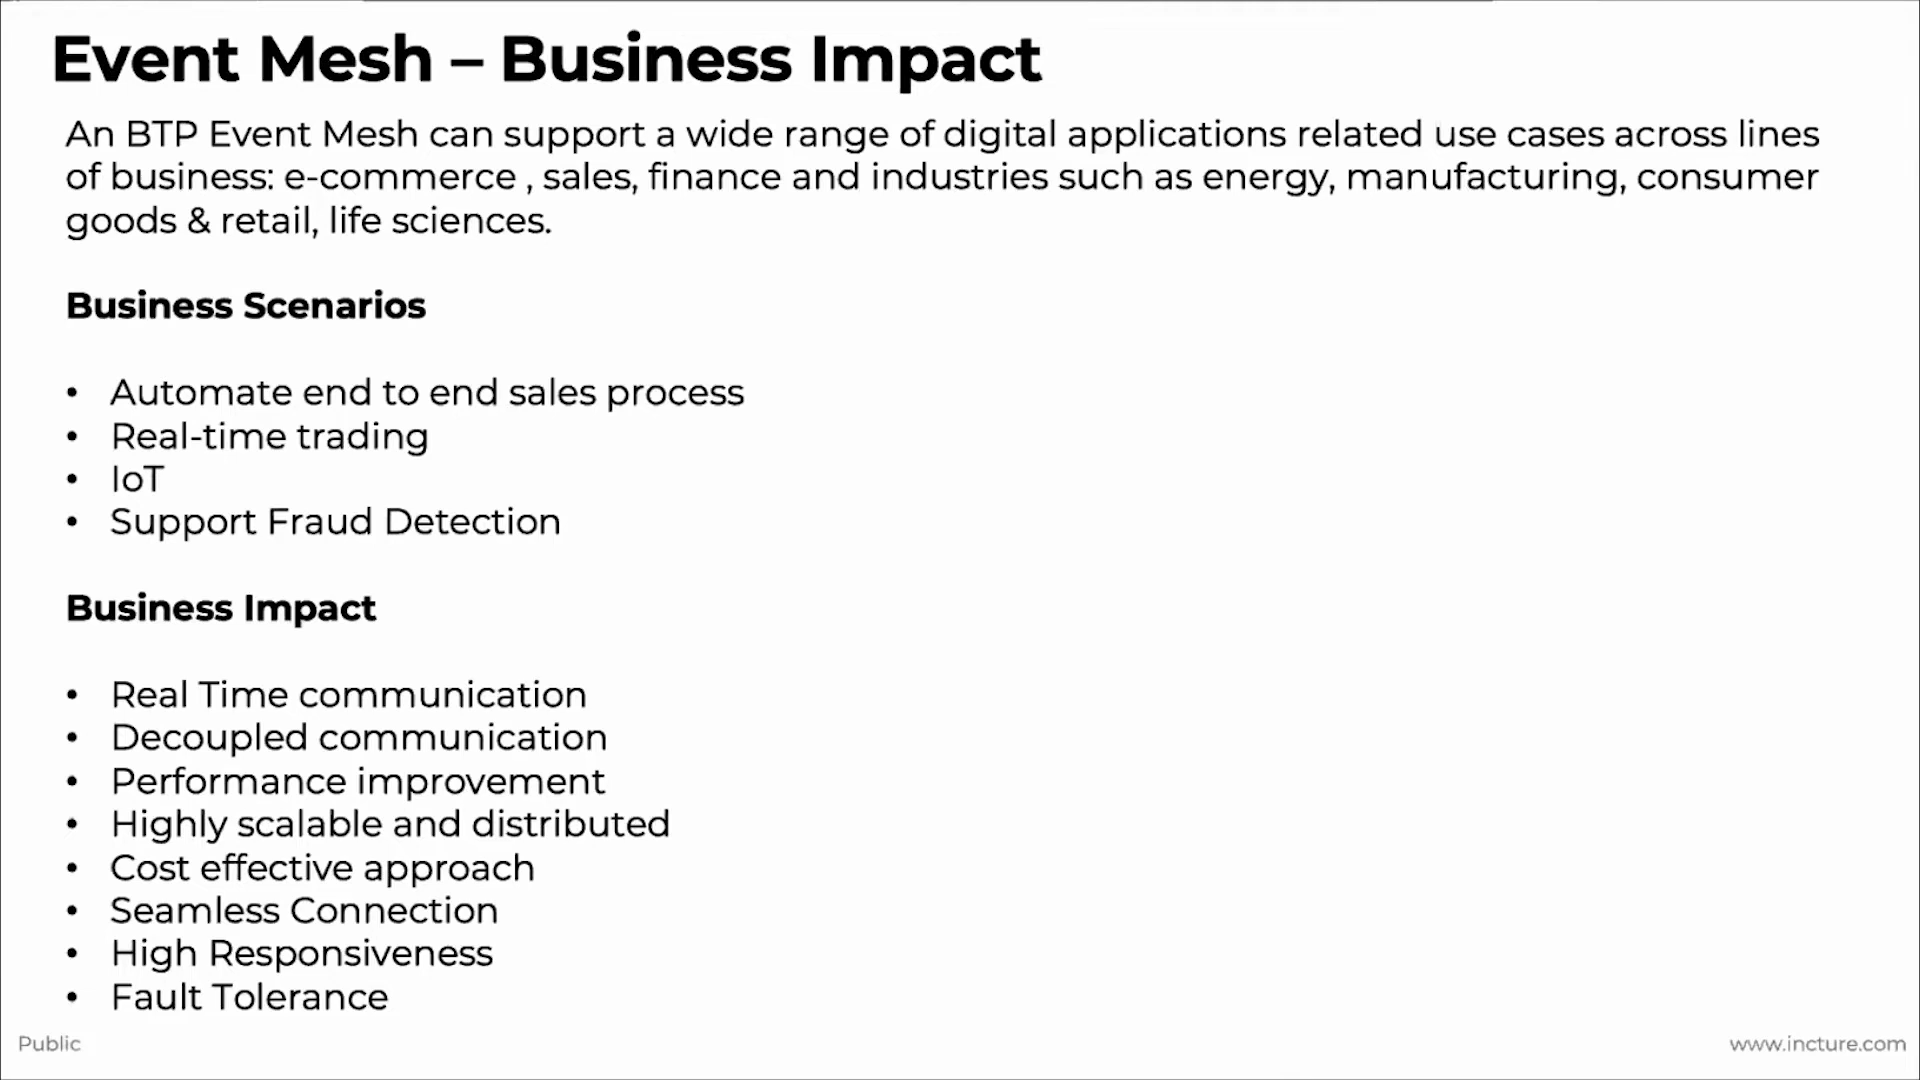 Event Mesh – Business Impact
An BTP Event Mesh can support a wide range of digital applications related use cases across lines
of business: e-commerce , sales, finance and industries such as energy, manufacturing, consumer
goods & retail, life sciences.
Business Scenarios
• Automate end to end sales process
• Real-time trading
• IoT
• Support Fraud Detection
Business Impact
• Real Time communication
• Decoupled communication
• Performance improvement
• Highly scalable and distributed
• Cost effective approach
• Seamless Connection
• High Responsiveness
• Fault Tolerance
Public
www.incture.com